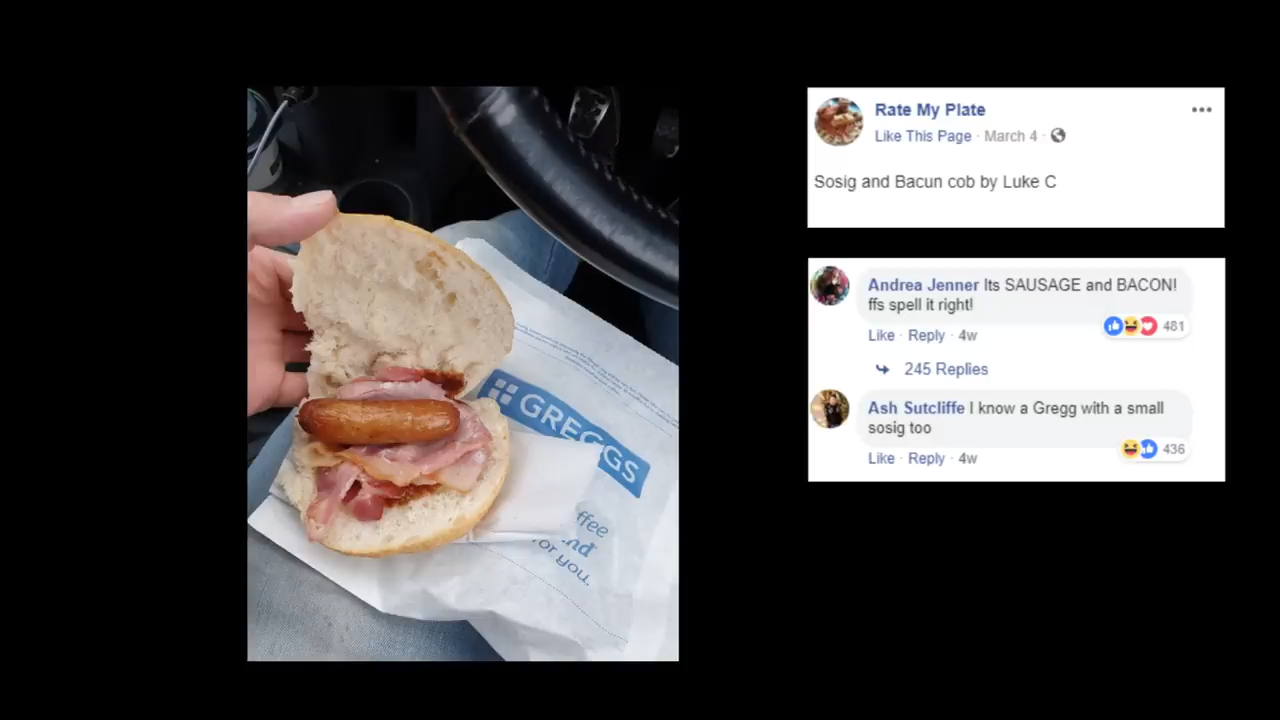 Rate My Plate
Like This Page · March 4 ·
Sosig and Bacun cob by Luke C
Andrea Jenner Its SAUSAGE and BACON!
ffs spell it right!
481
Like · Reply · 4w
245 Replies
Ash Sutcliffe I know a Gregg with a small
sosig too
436
Like · Reply · 4w
GREGGS
ffee
nd
for you.